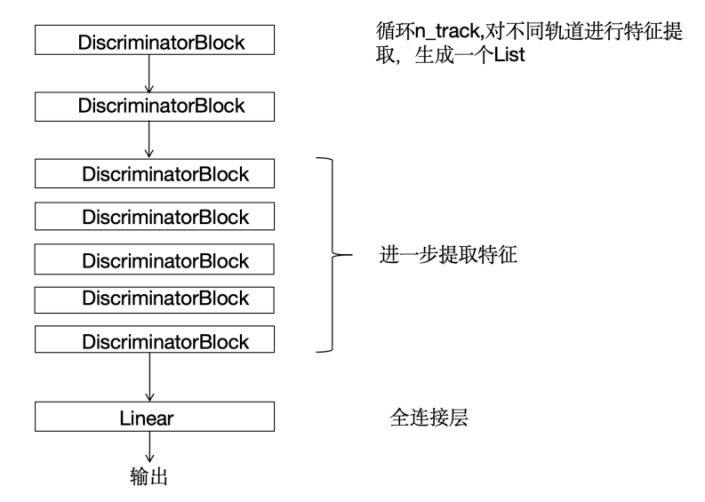 DiscriminatorBlock
循环n_track,对不同轨道进行特征提
取，生成一个List
DiscriminatorBlock
DiscriminatorBlock
DiscriminatorBlock
DiscriminatorBlock
进一步提取特征
DiscriminatorBlock
DiscriminatorBlock
Linear
全连接层
输出